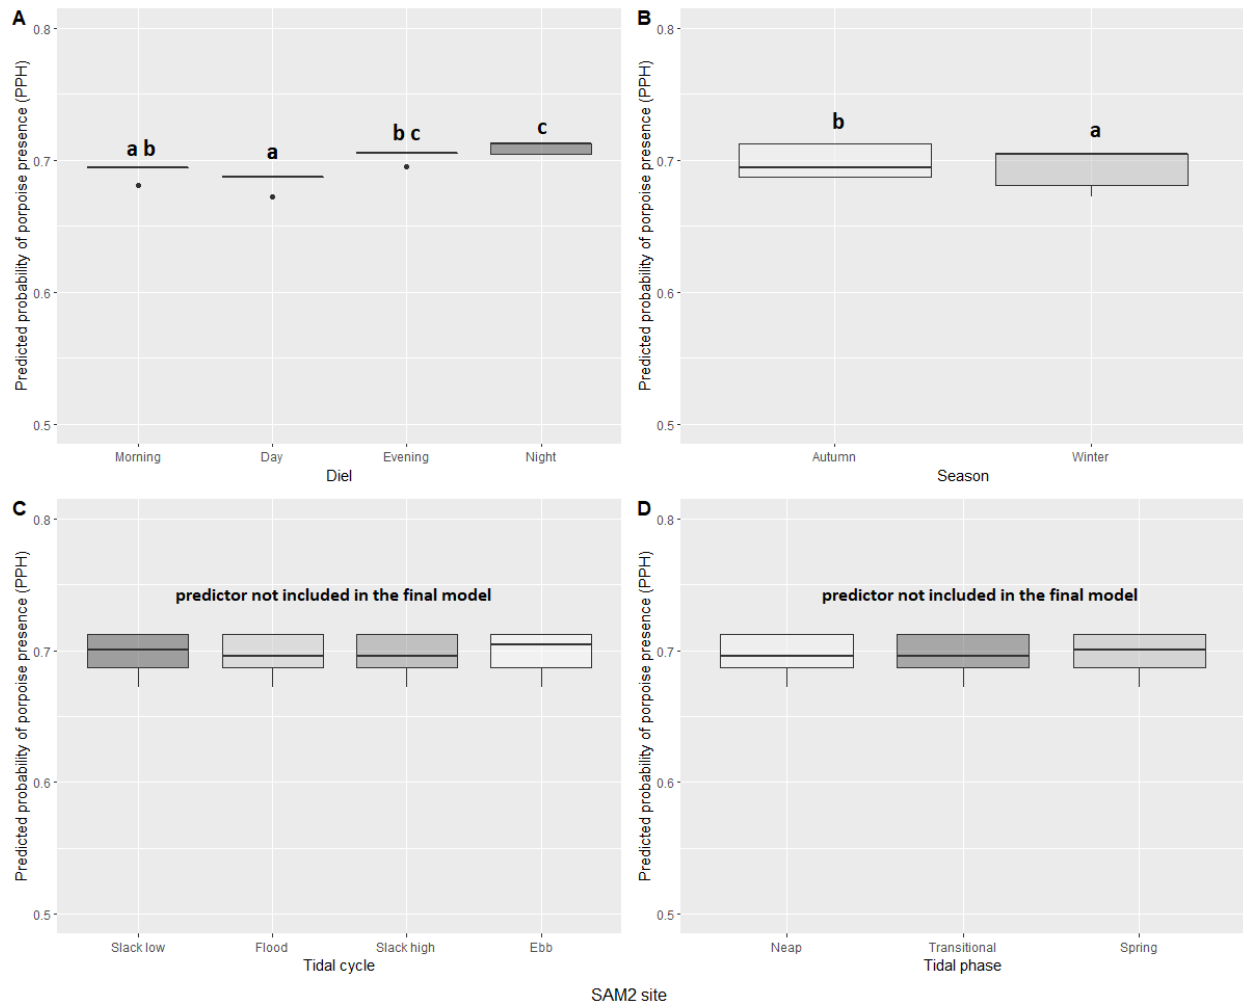 A
Predicted probability of porpoise presence (PPH)
0.8
0.7
0.6
0.5
a b
a
b c
c
Morning Day Evening Night
Diel
B
Predicted probability of porpoise presence (PPH)
0.8
0.7
0.6
0.5
b
a
Autumn Winter
Season
C
Predicted probability of porpoise presence (PPH)
0.8
0.7
0.6
0.5
predictor not included in the final model
Slack low Flood Slack high Ebb
Tidal cycle
D
Predicted probability of porpoise presence (PPH)
0.8
0.7
0.6
0.5
predictor not included in the final model
Neap Transitional Spring
Tidal phase
SAM2 site